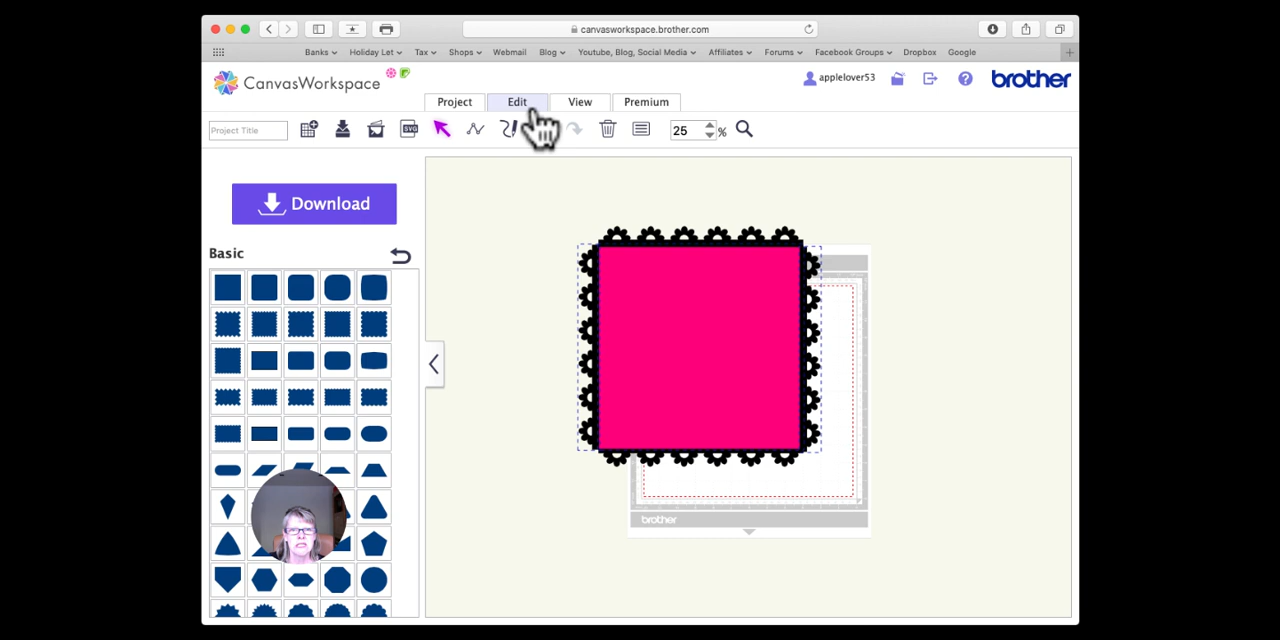 canvasworkspace.brother.com
Banks Holiday Let Tax Shops Webmail Blog Youtube, Blog, Social Media Affiliates Forums Facebook Groups Dropbox Google
CanvasWorkspace
applelover53
brother
Project Edit View Premium
Project Title
SVG
25 %
Download
Basic
brother